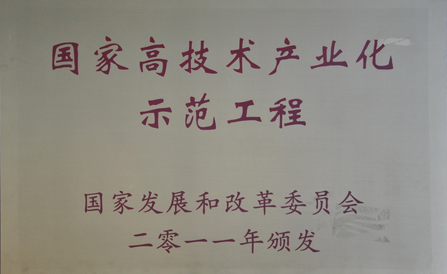 国家高技术产业化
示范工程
国家发展和改革委员会
二零一一年颁发